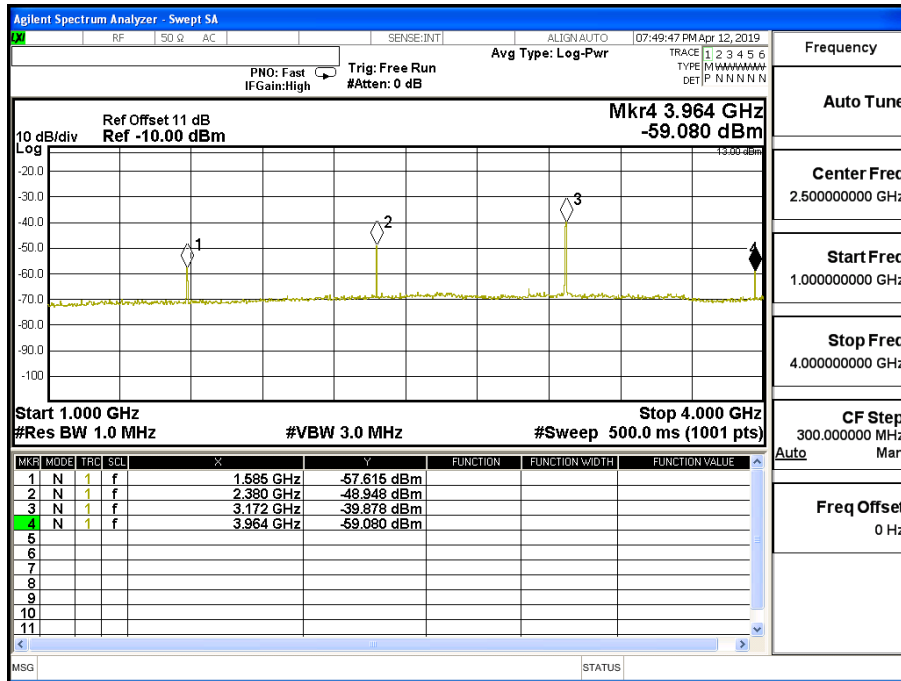 Agilent Spectrum Analyzer - Swept SA
LXI RF 50 Ω AC SENSE:INT ALIGN AUTO 07:49:47 PM Apr 12, 2019
Avg Type: Log-Pwr
TRACE 1 2 3 4 5 6
PNO: Fast Trig: Free Run
TYPE M WWWWW
IFGain:High #Atten: 0 dB
DET P N N N N N
Mkr4 3.964 GHz
Ref Offset 11 dB
-59.080 dBm
10 dB/div Ref -10.00 dBm
Log
13.00 dBm
-20.0
-30.0
-40.0
-50.0
-60.0
-70.0
-80.0
-90.0
-100
1
2
3
4
Start 1.000 GHz Stop 4.000 GHz
#Res BW 1.0 MHz #VBW 3.0 MHz #Sweep 500.0 ms (1001 pts)
MKR MODE TRC SCL X Y FUNCTION FUNCTION WIDTH FUNCTION VALUE
1 N 1 f 1.585 GHz -57.615 dBm
2 N 1 f 2.380 GHz -48.948 dBm
3 N 1 f 3.172 GHz -39.878 dBm
4 N 1 f 3.964 GHz -59.080 dBm
5
6
7
8
9
10
11
MSG STATUS
Frequency
Auto Tune
Center Freq
2.500000000 GHz
Start Freq
1.000000000 GHz
Stop Freq
4.000000000 GHz
CF Step
300.000000 MHz
Auto Man
Freq Offset
0 Hz